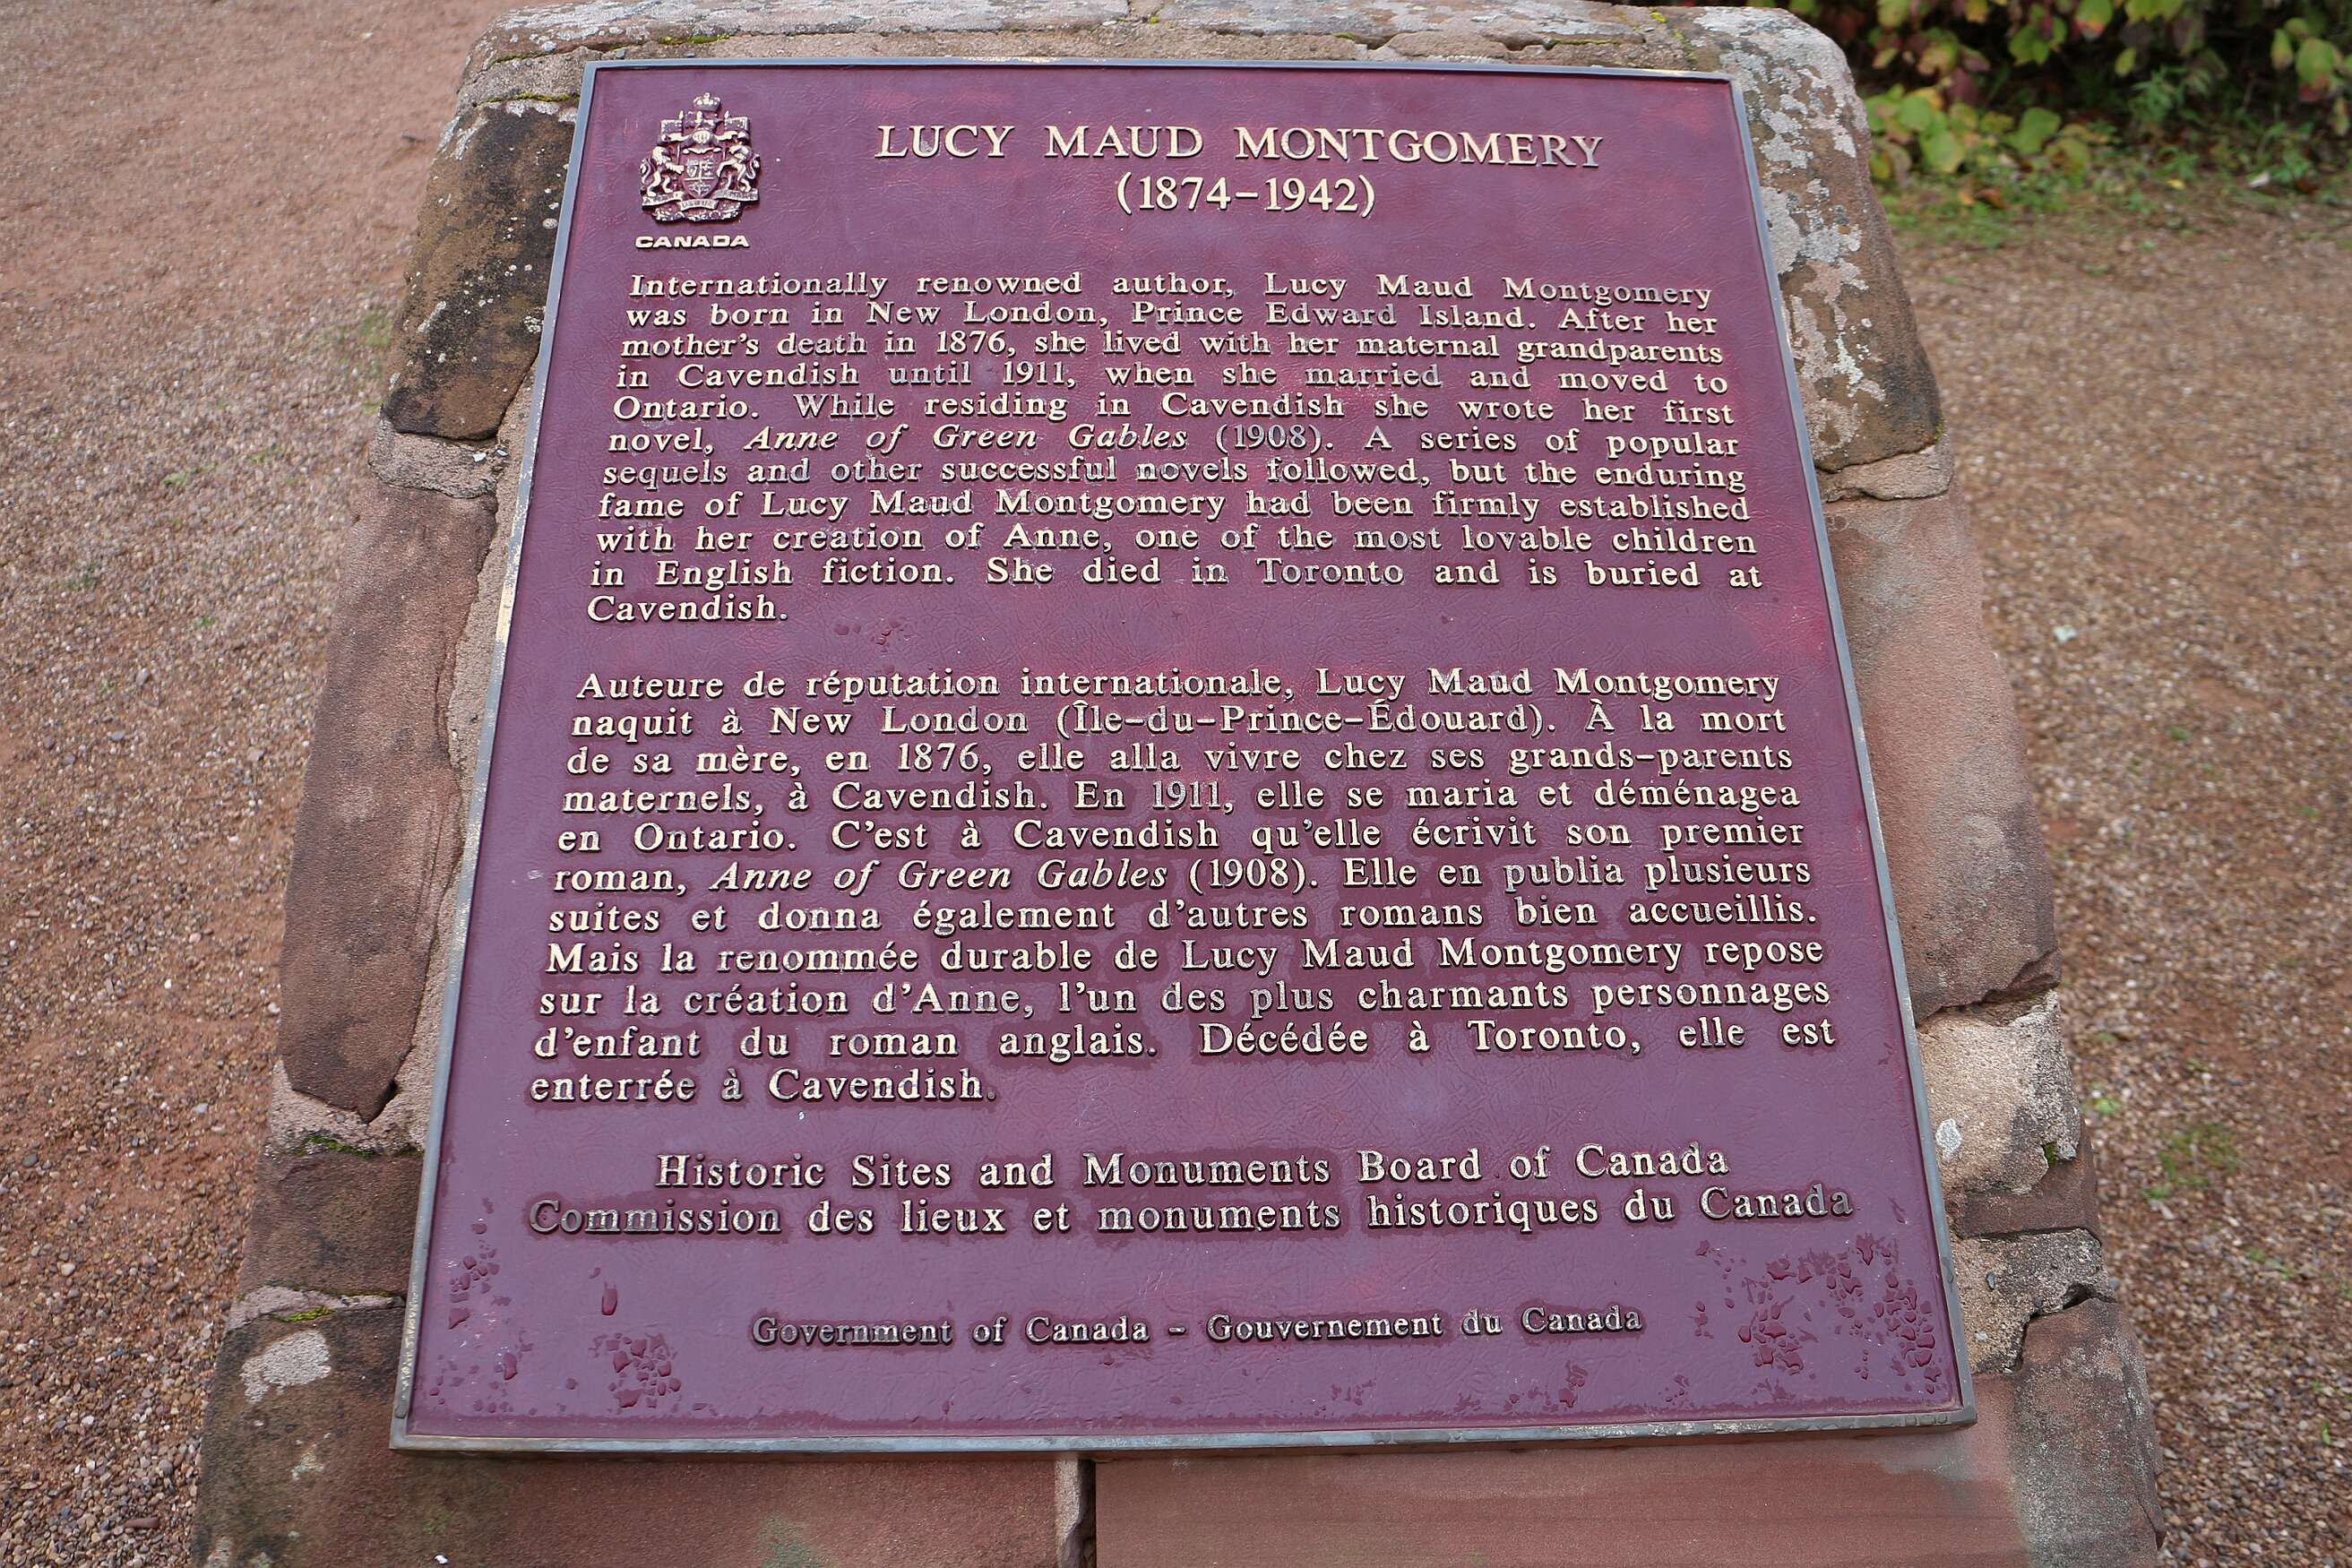 CANADA
LUCY MAUD MONTGOMERY
(1874-1942)
Internationally renowned author, Lucy Maud Montgomery
was born in New London, Prince Edward Island. After her
mother's death in 1876, she lived with her maternal grandparents
in Cavendish until 1911, when she married and moved to
Ontario. While residing in Cavendish she wrote her first
novel, Anne of Green Gables (1908). A series of popular
sequels and other successful novels followed, but the enduring
fame of Lucy Maud Montgomery had been firmly established
with her creation of Anne, one of the most lovable children
in English fiction. She died in Toronto and is buried at
Cavendish.
Auteure de réputation internationale, Lucy Maud Montgomery
naquit à New London (Île-du-Prince-Édouard). À la mort
de sa mère, en 1876, elle alla vivre chez ses grands-parents
maternels, à Cavendish. En 1911, elle se maria et déménagea
en Ontario. C'est à Cavendish qu'elle écrivit son premier
roman, Anne of Green Gables (1908). Elle en publia plusieurs
suites et donna également d'autres romans bien accueillis.
Mais la renommée durable de Lucy Maud Montgomery repose
sur la création d'Anne, l'un des plus charmants personnages
d'enfant du roman anglais. Décédée à Toronto, elle est
enterrée à Cavendish.
Historic Sites and Monuments Board of Canada
Commission des lieux et monuments historiques du Canada
Government of Canada - Gouvernement du Canada